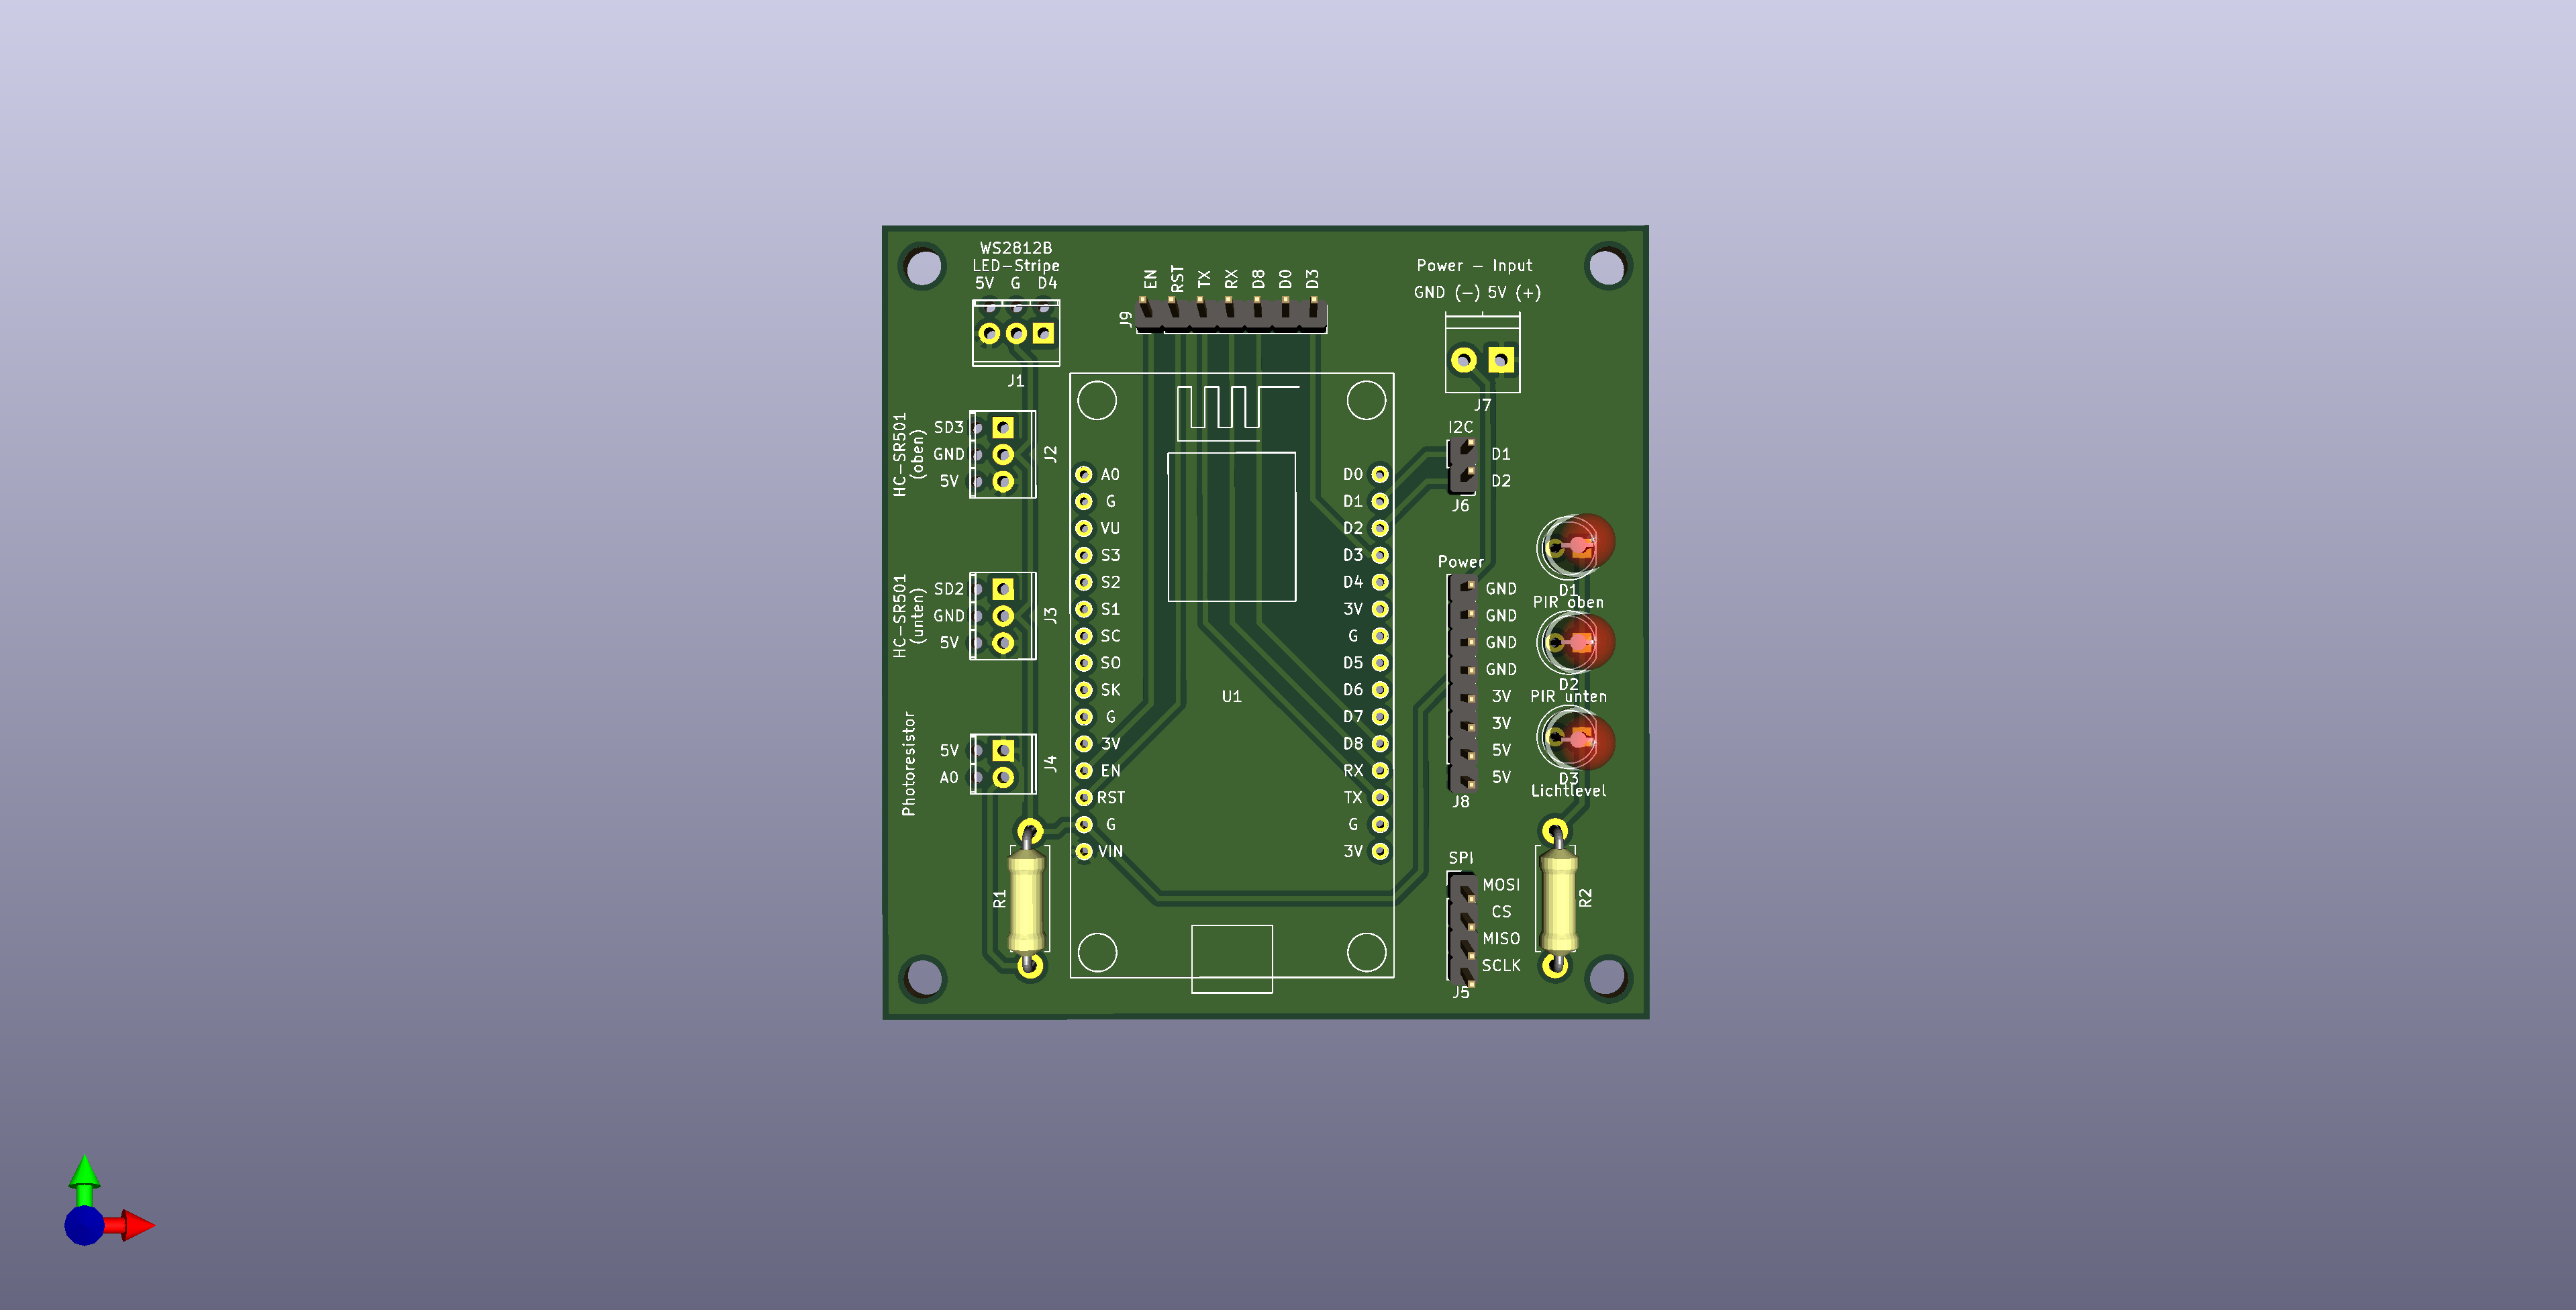 WS2812B
LED-Stripe
5V G D4
J1
EN
RST
TX
RX
D8
D0
D3
J9
Power - Input
GND (-) 5V (+)
J7
HC-SR501
(oben)
SD3
GND
5V
J2
I2C
D1
D2
J6
HC-SR501
(unten)
SD2
GND
5V
J3
Photoresistor
5V
A0
J4
A0
G
VU
S3
S2
S1
SC
SO
SK
G
3V
EN
RST
G
VIN
U1
D0
D1
D2
D3
D4
3V
G
D5
D6
D7
D8
RX
TX
G
3V
Power
GND
GND
GND
GND
3V
3V
5V
5V
J8
D1
PIR oben
D2
PIR unten
D3
Lichtlevel
R1
SPI
MOSI
CS
MISO
SCLK
J5
R2